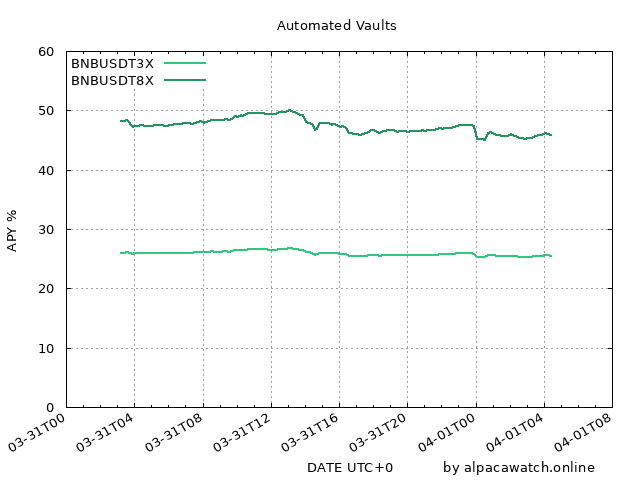 Automated Vaults
60
50
40
30
20
10
0
APY %
BNBUSDT3X
BNBUSDT8X
03-31T00
03-31T04
03-31T08
03-31T12
03-31T16
03-31T20
04-01T00
04-01T04
04-01T08
DATE UTC+0 by alpacawatch.online